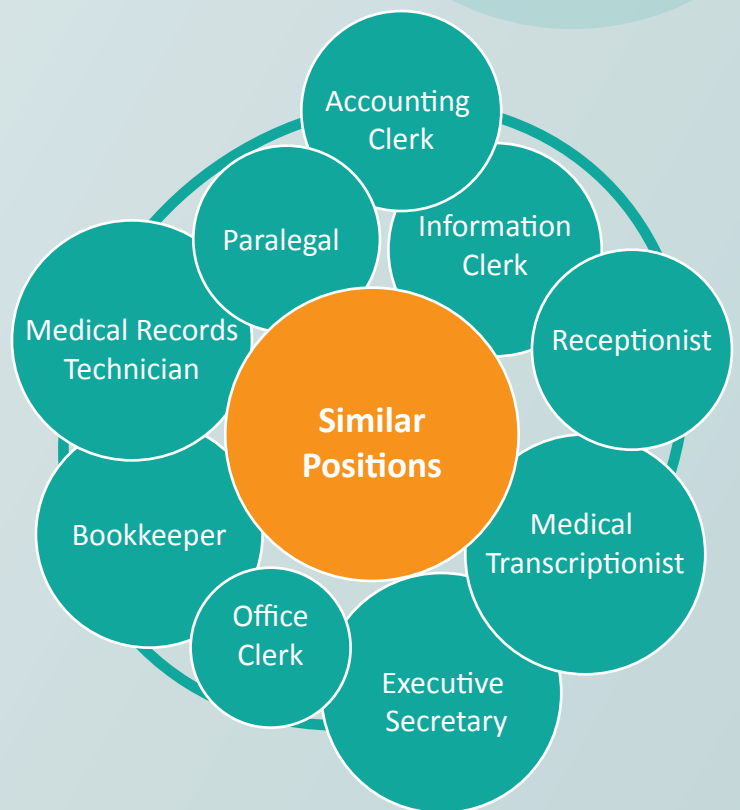 Accounting
Clerk
Paralegal
Information
Clerk
Medical Records
Technician
Receptionist
Similar
Positions
Bookkeeper
Medical
Transcriptionist
Office
Clerk
Executive
Secretary